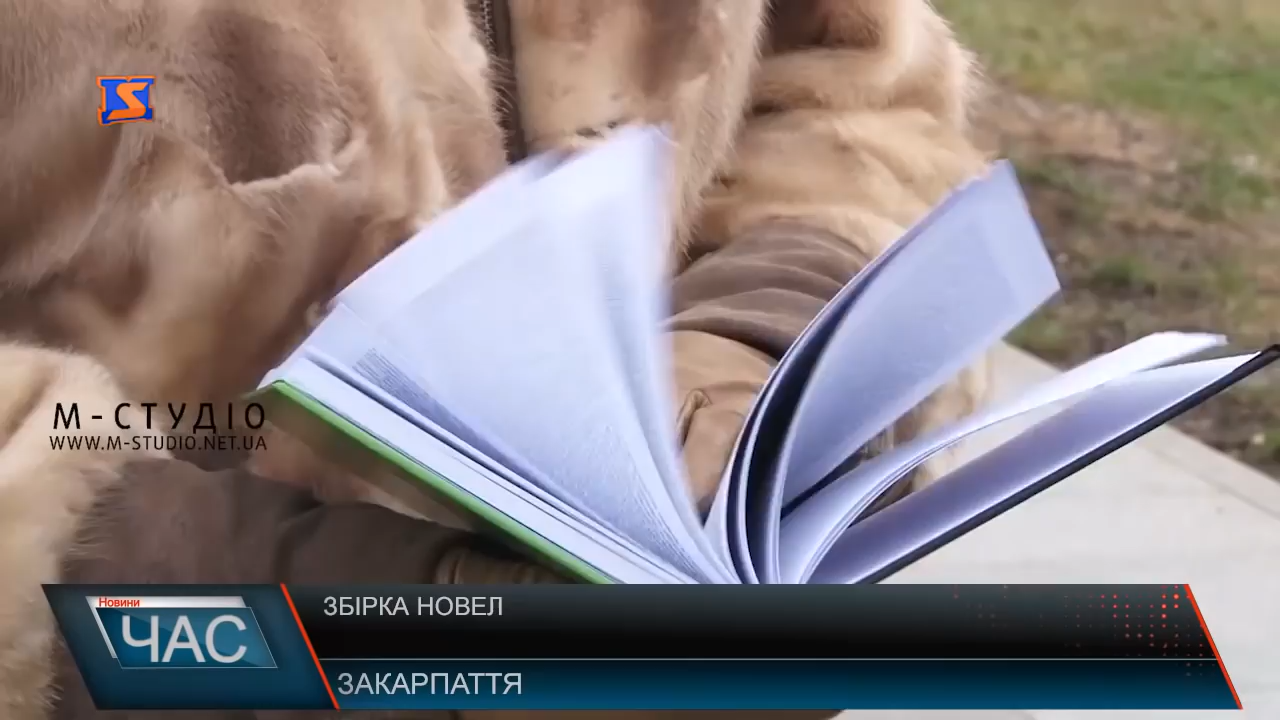 М-СТУДІО
WWW.M-STUDIO.NET.UA
Новини
ЧАС
ЗБІРКА НОВЕЛ
ЗАКАРПАТТЯ